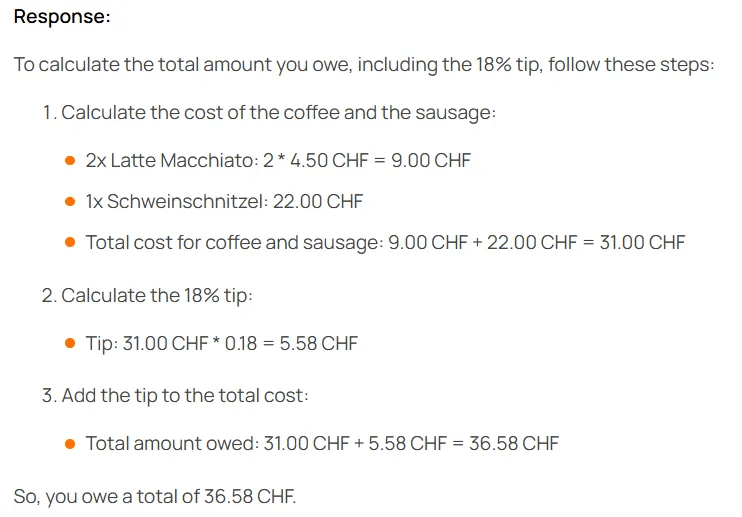 Response:
To calculate the total amount you owe, including the 18% tip, follow these steps:
1. Calculate the cost of the coffee and the sausage:
• 2x Latte Macchiato: 2 * 4.50 CHF = 9.00 CHF
• 1x Schweinschnitzel: 22.00 CHF
• Total cost for coffee and sausage: 9.00 CHF + 22.00 CHF = 31.00 CHF
2. Calculate the 18% tip:
• Tip: 31.00 CHF * 0.18 = 5.58 CHF
3. Add the tip to the total cost:
• Total amount owed: 31.00 CHF + 5.58 CHF = 36.58 CHF
So, you owe a total of 36.58 CHF.